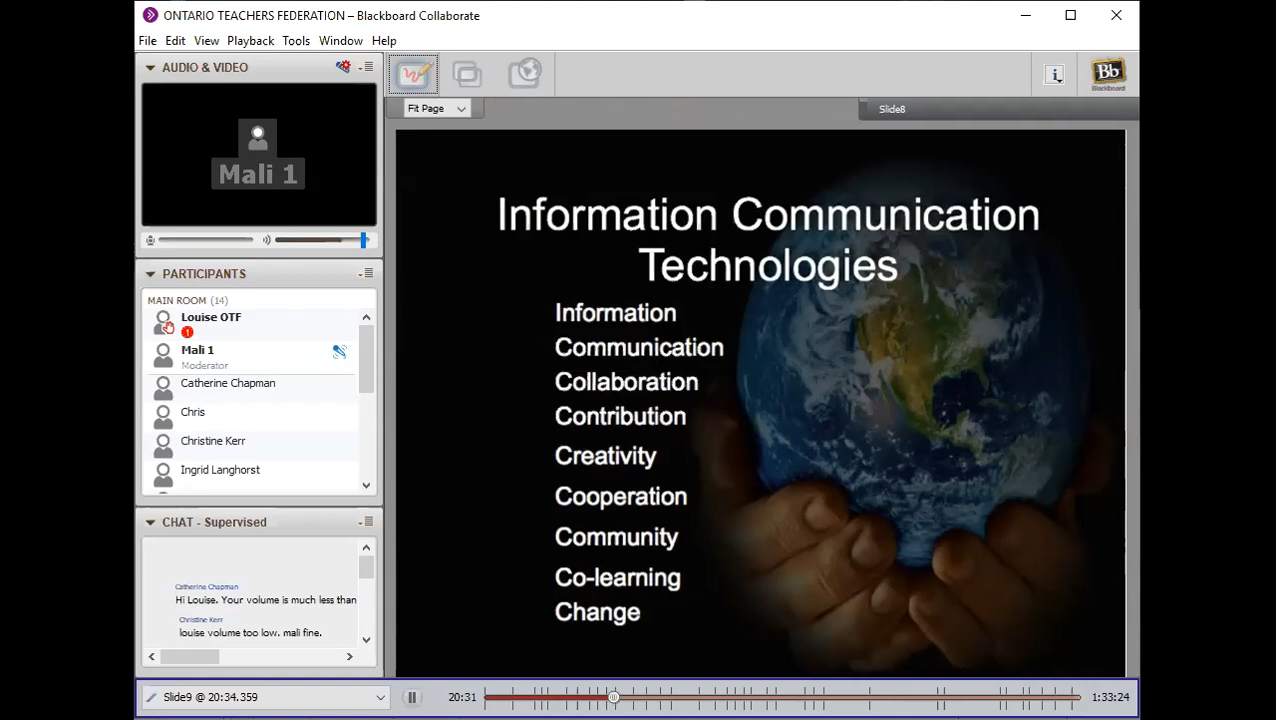 ONTARIO TEACHERS FEDERATION – Blackboard Collaborate
File Edit View Playback Tools Window Help
AUDIO & VIDEO
Mali 1
PARTICIPANTS
MAIN ROOM (14)
Louise OTF
1
Mali 1
Moderator
Catherine Chapman
Chris
Christine Kerr
Ingrid Langhorst
CHAT - Supervised
Catherine Chapman
Hi Louise. Your volume is much less than
Christine Kerr
louise volume too low. mali fine.
i
Bb
Blackboard
Fit Page
Slide8
Information Communication
Technologies
Information
Communication
Collaboration
Contribution
Creativity
Cooperation
Community
Co-learning
Change
Slide9 @ 20:34.359
20:31
1:33:24